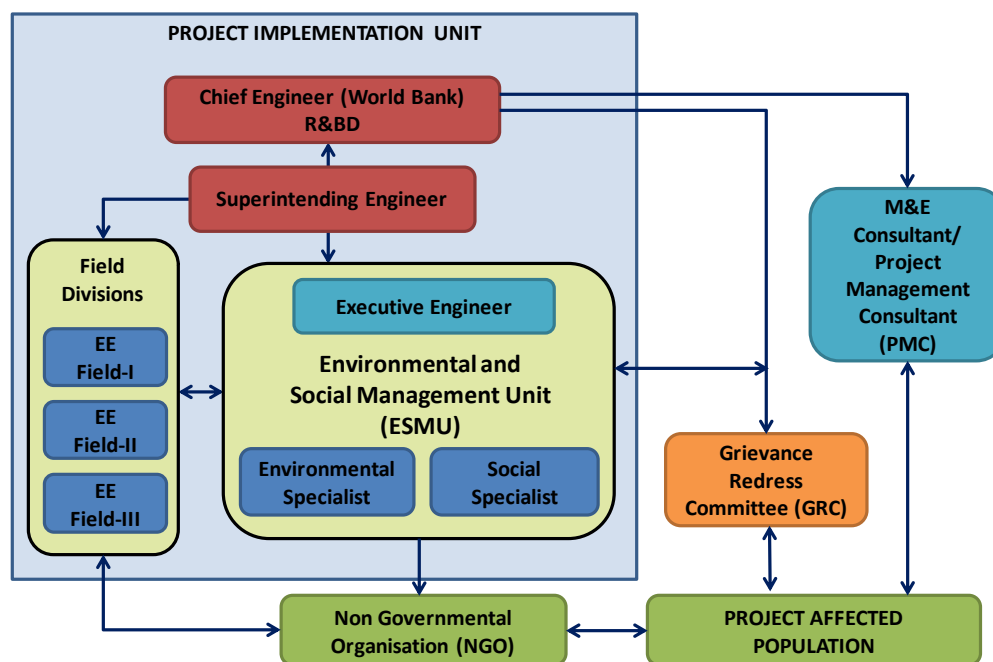 PROJECT IMPLEMENTATION UNIT
Chief Engineer (World Bank)
R&BD
Superintending Engineer
M&E
Consultant/
Project
Management
Consultant
(PMC)
Field
Divisions
EE
Field-I
EE
Field-II
EE
Field-III
Executive Engineer
Environmental and
Social Management Unit
(ESMU)
Environmental
Specialist
Social
Specialist
Grievance
Redress
Committee (GRC)
Non Governmental
Organisation (NGO)
PROJECT AFFECTED
POPULATION